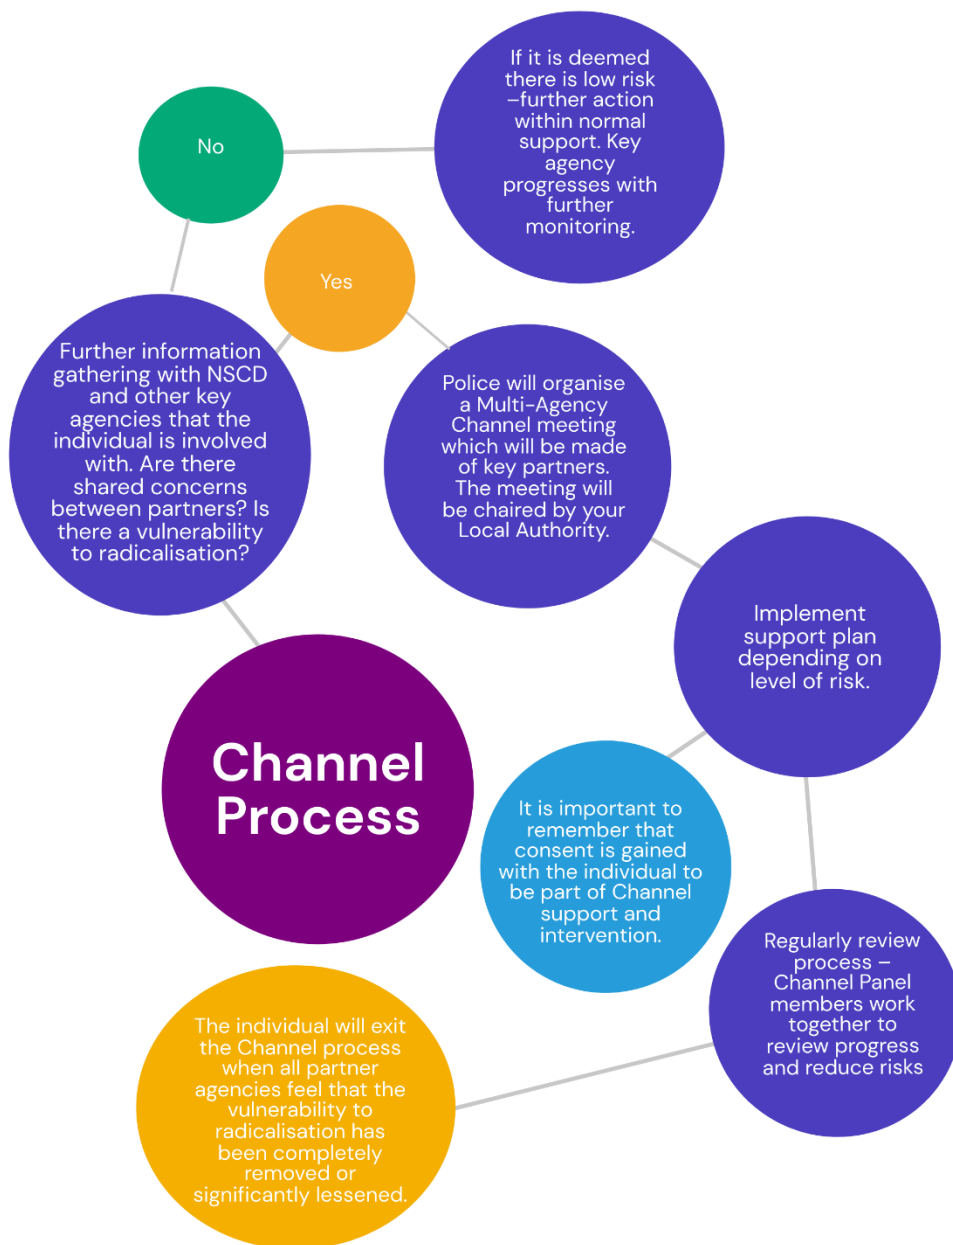 Channel
Process
Further information
gathering with NSCD
and other key
agencies that the
individual is involved
with. Are there
shared concerns
between partners? Is
there a vulnerability
to radicalisation?
No
If it is deemed
there is low risk
–further action
within normal
support. Key
agency
progresses with
further
monitoring.
Yes
Police will organise
a Multi-Agency
Channel meeting
which will be made
of key partners.
The meeting will
be chaired by your
Local Authority.
Implement
support plan
depending on
level of risk.
It is important to
remember that
consent is gained
with the individual to
be part of Channel
support and
intervention.
Regularly review
process –
Channel Panel
members work
together to
review progress
and reduce risks
The individual will exit
the Channel process
when all partner
agencies feel that the
vulnerability to
radicalisation has
been completely
removed or
significantly lessened.